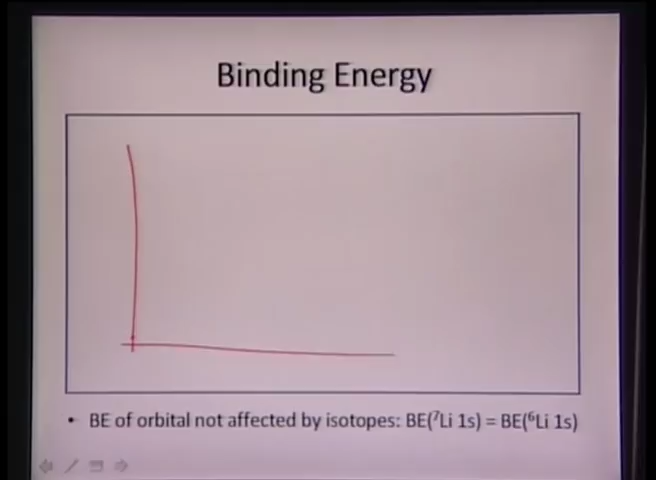 Binding Energy
• BE of orbital not affected by isotopes: BE(⁷Li 1s) = BE(⁶Li 1s)